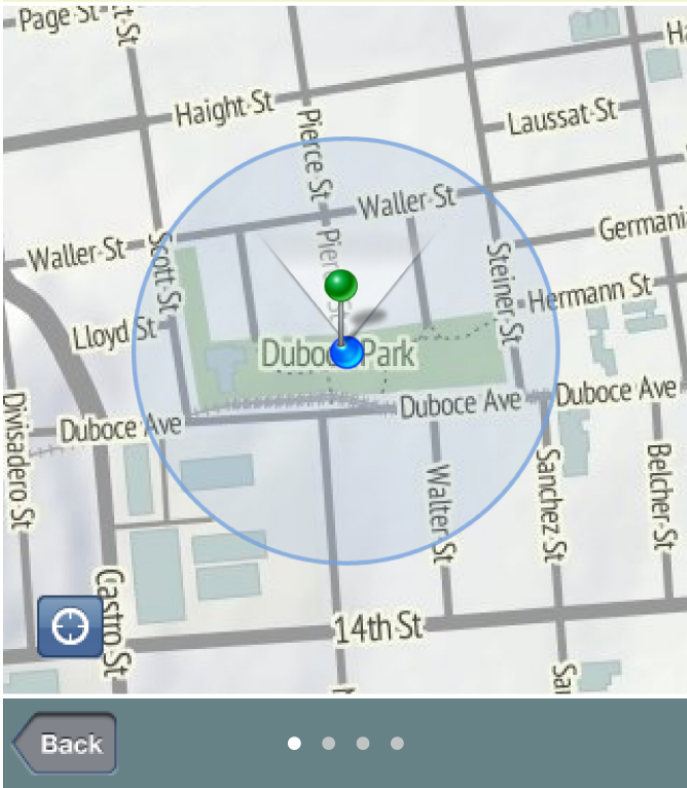 Page St
Haight St
Pierce St
Laussat St
Waller St
Waller St
Germani
Scott St
Steiner St
Hermann St
Lloyd St
Duboce Park
Duboce Ave
Duboce Ave
Duboce Ave
Divisadero St
Walter St
Sanchez St
Belcher St
Castro St
14th St
Back